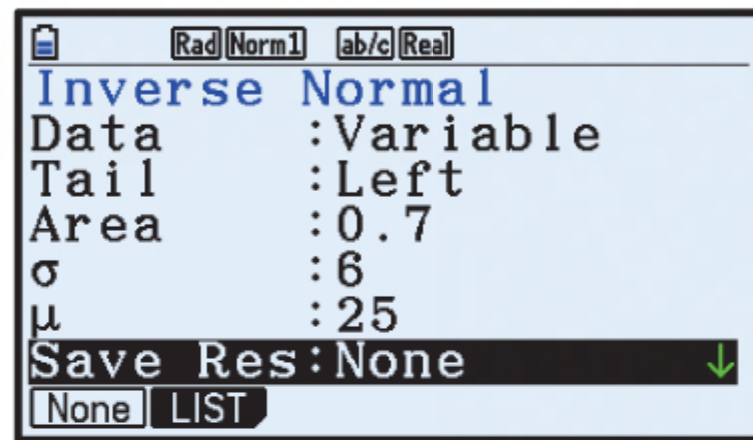 Rad Norm1 ab/c Real
Inverse Normal
Data :Variable
Tail :Left
Area :0.7
σ :6
μ :25
Save Res:None
None LIST